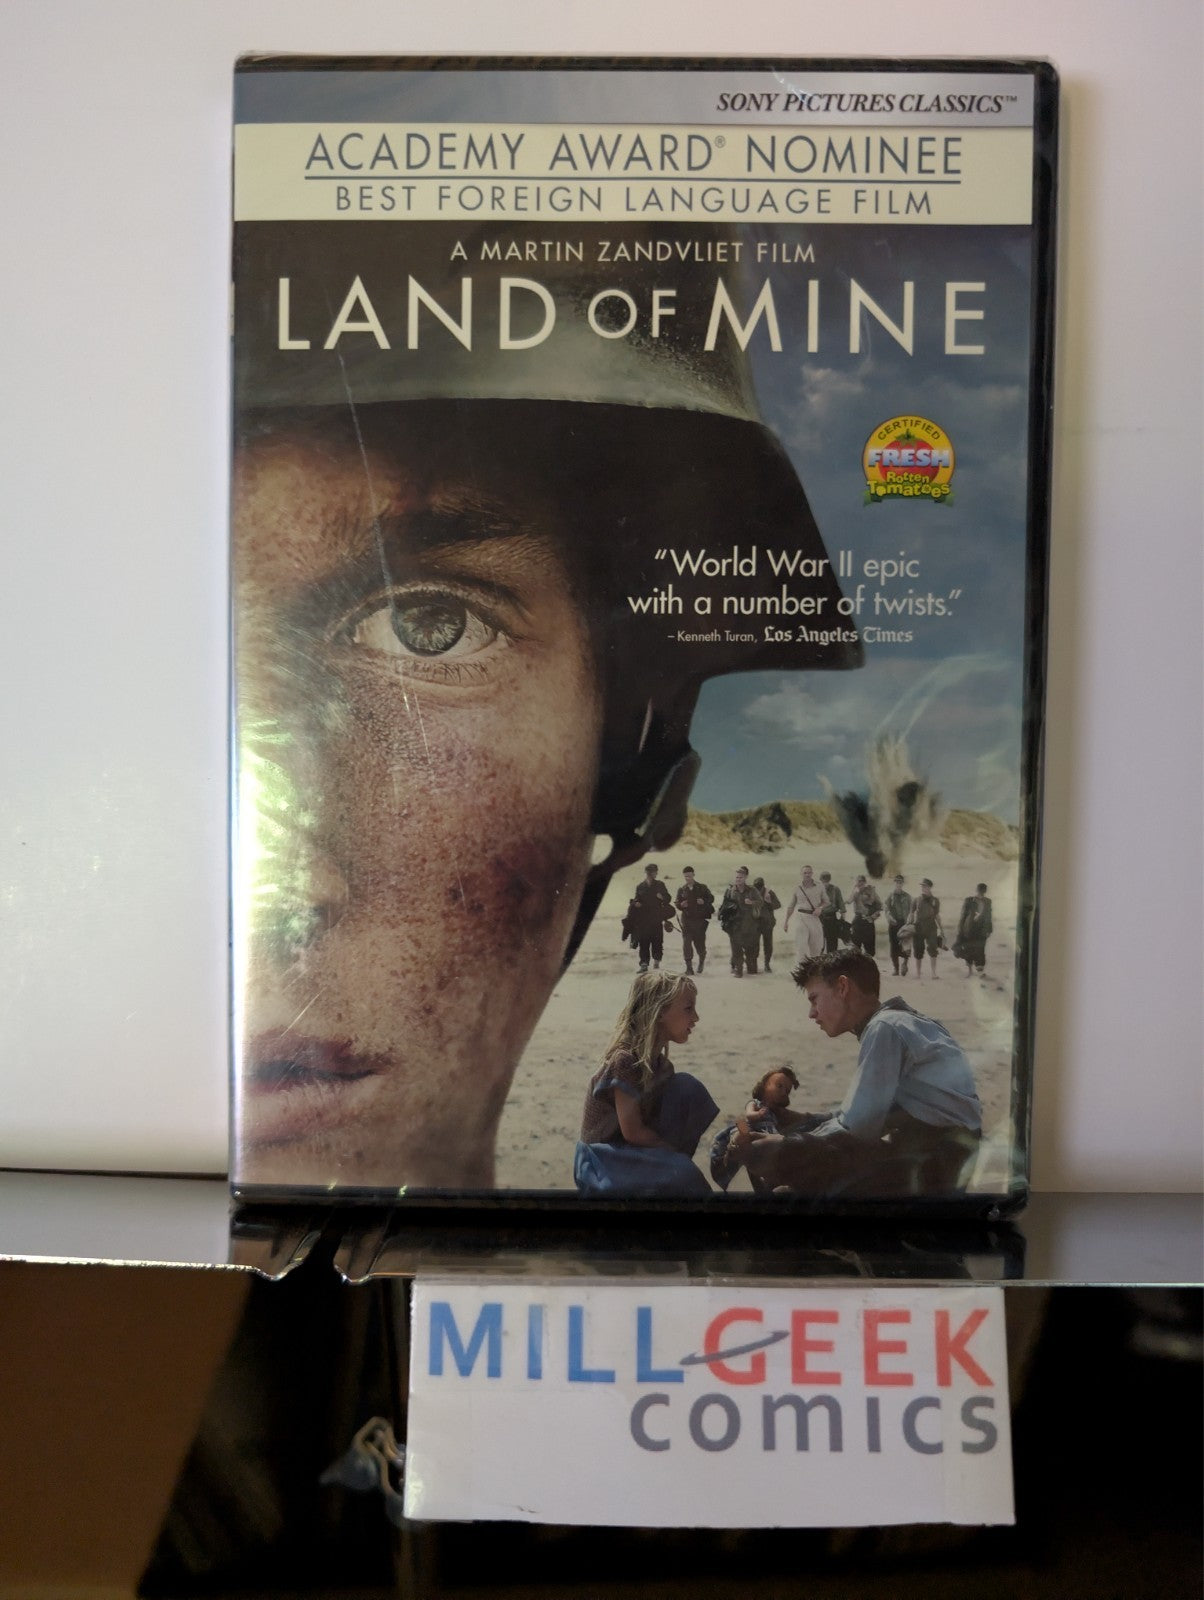 SONY PICTURES CLASSICS™
ACADEMY AWARD® NOMINEE
BEST FOREIGN LANGUAGE FILM
A MARTIN ZANDVLIET FILM
LAND OF MINE
CERTIFIED
FRESH
Rotten
Tomatoes
“World War II epic
with a number of twists.”
– Kenneth Turan, Los Angeles Times
MILLGEEK
comics